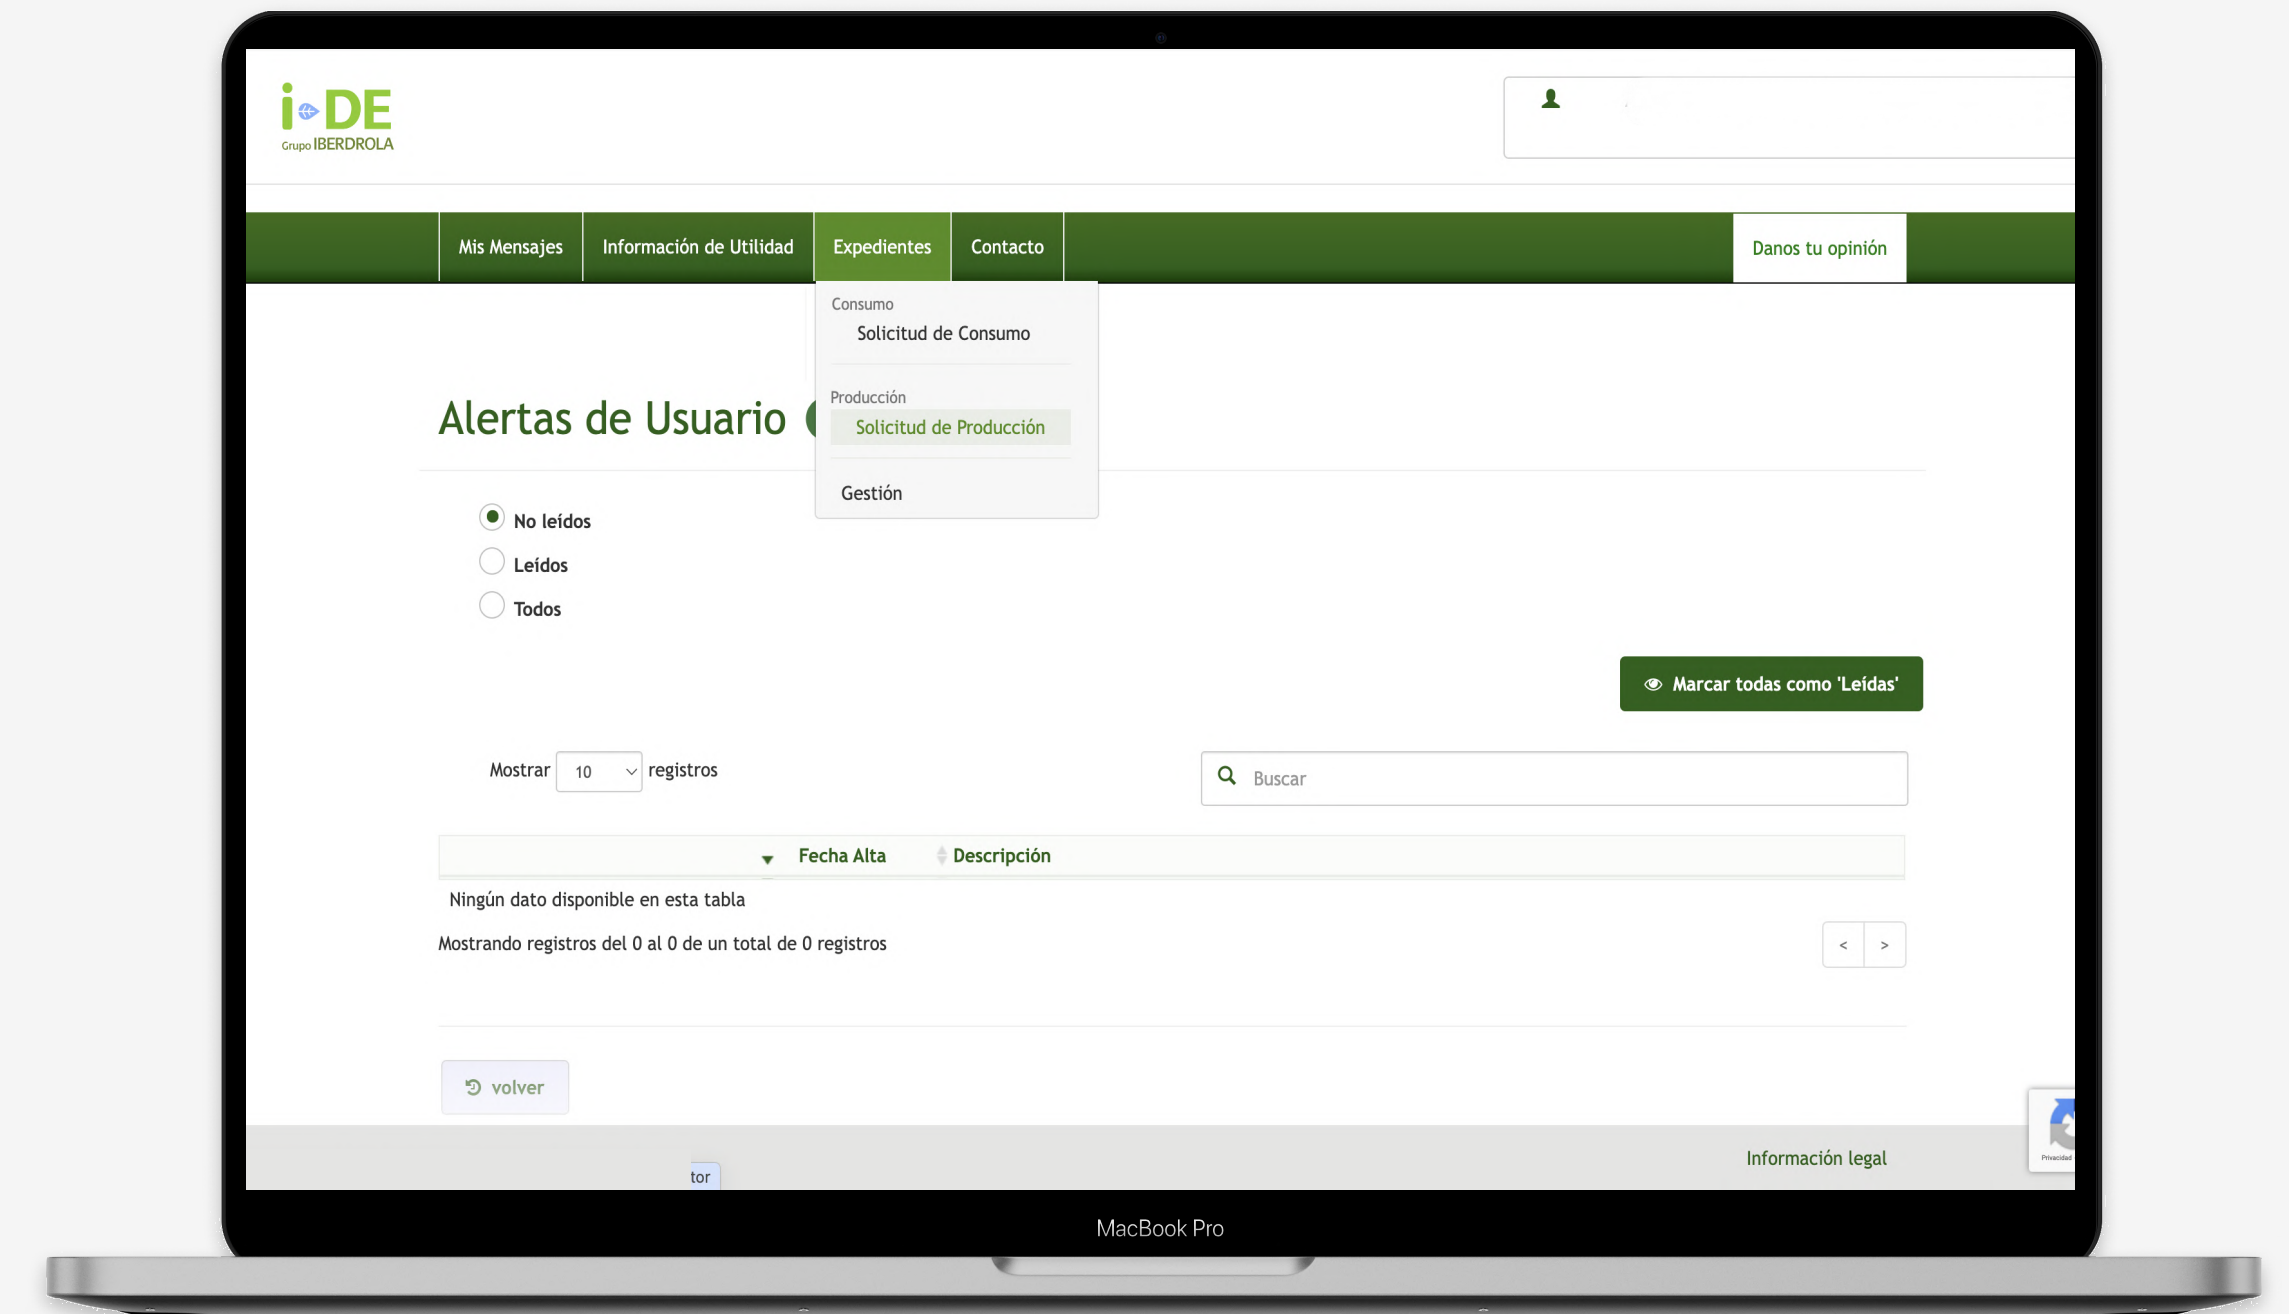 i DE
Grupo IBERDROLA
Mis Mensajes
Información de Utilidad
Expedientes
Contacto
Danos tu opinión
Consumo
Solicitud de Consumo
Producción
Solicitud de Producción
Gestión
Alertas de Usuario
No leídos
Leídos
Todos
Marcar todas como 'Leídas'
Mostrar 10 registros
Buscar
Fecha Alta
Descripción
Ningún dato disponible en esta tabla
Mostrando registros del 0 al 0 de un total de 0 registros
< >
volver
Información legal
Privacidad
tor
MacBook Pro